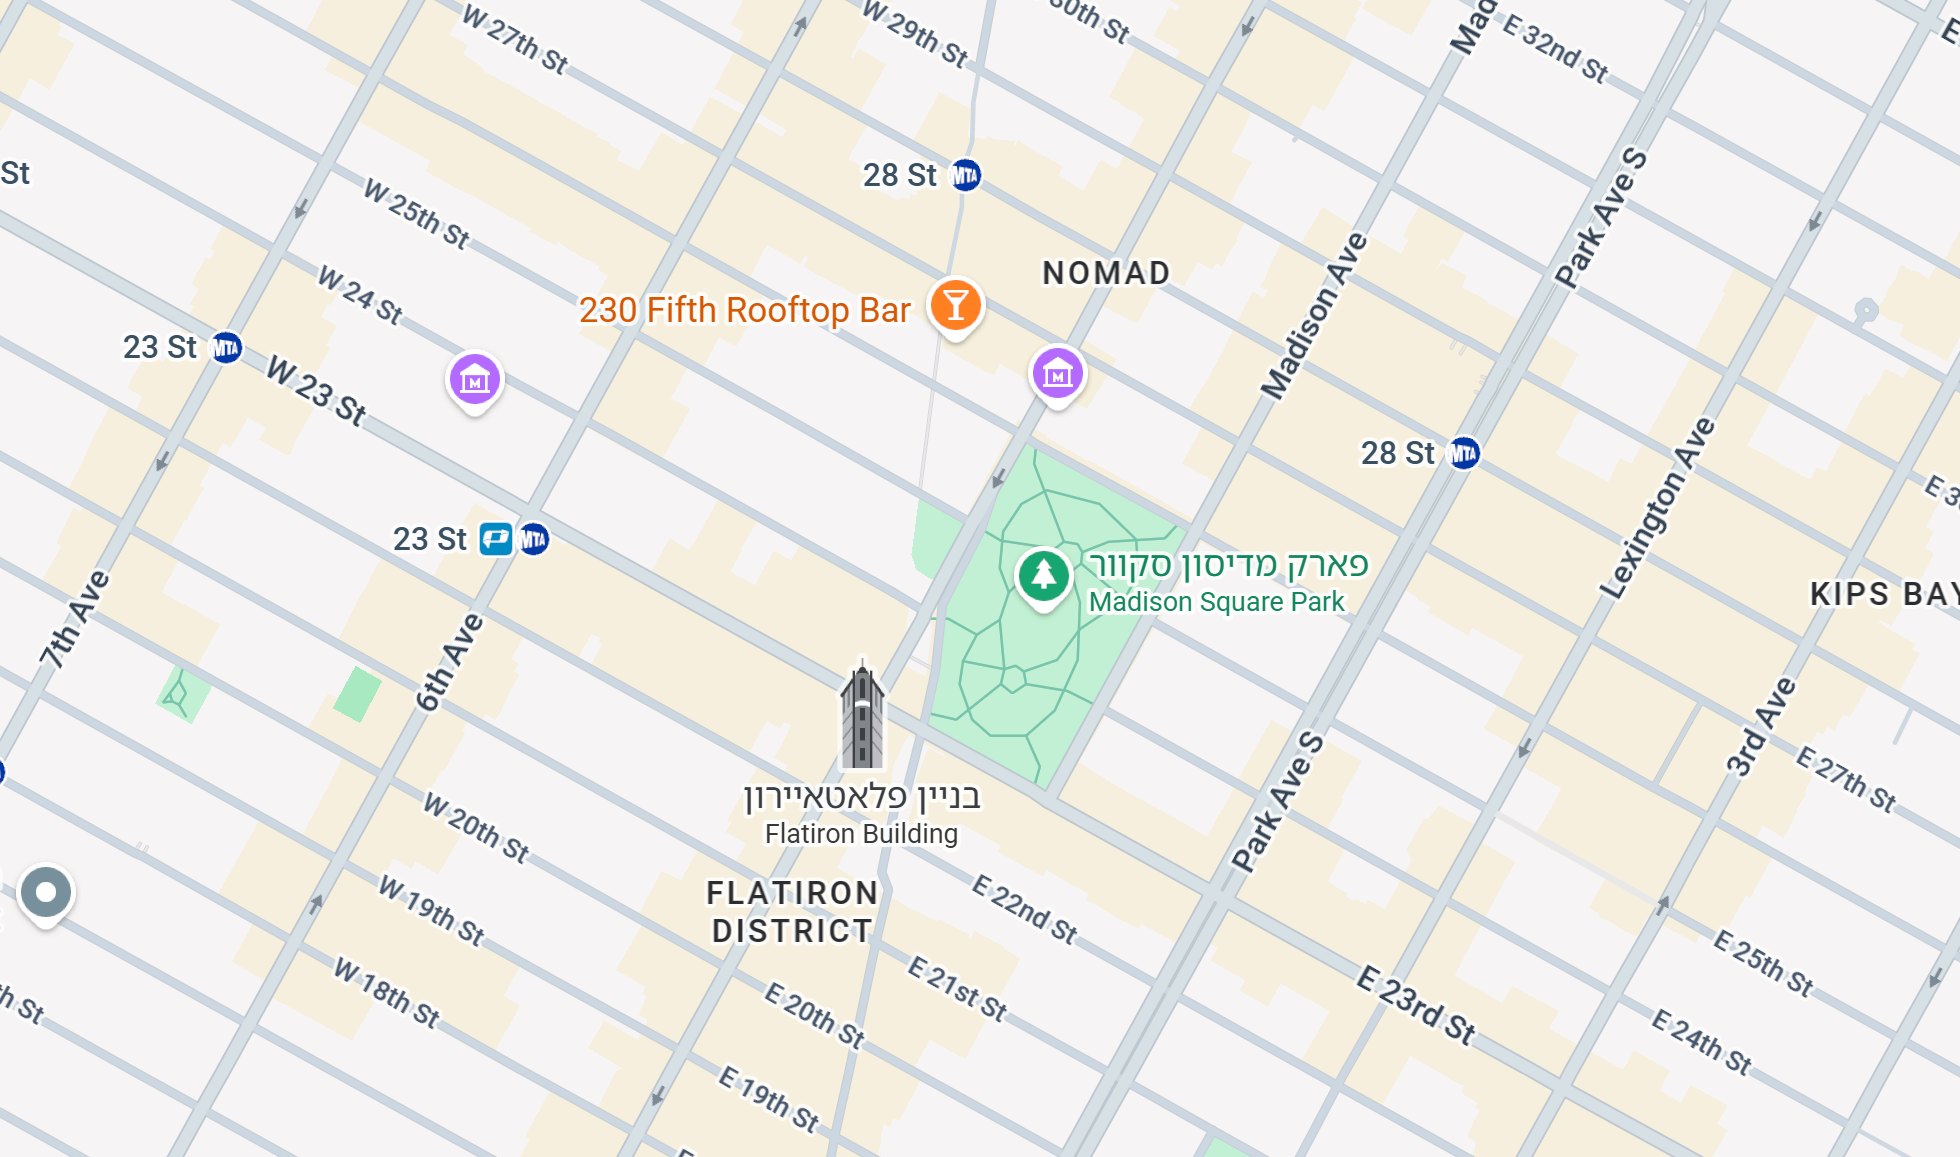 W 27th St
W 29th St
30th St
E 32nd St
St
W 25th St
28 St
MTA
Park Ave S
W 24 St
NOMAD
Madison Ave
230 Fifth Rooftop Bar
23 St
MTA
W 23 St
M
M
28 St
MTA
Lexington Ave
23 St
MTA
פארק מדיסון סקוור
Madison Square Park
KIPS BAY
7th Ave
6th Ave
3rd Ave
E 27th St
Park Ave S
בניין פלאטאיירון
Flatiron Building
W 20th St
FLATIRON
DISTRICT
W 19th St
E 22nd St
E 25th St
W 18th St
E 21st St
E 20th St
E 23rd St
E 24th St
E 19th St